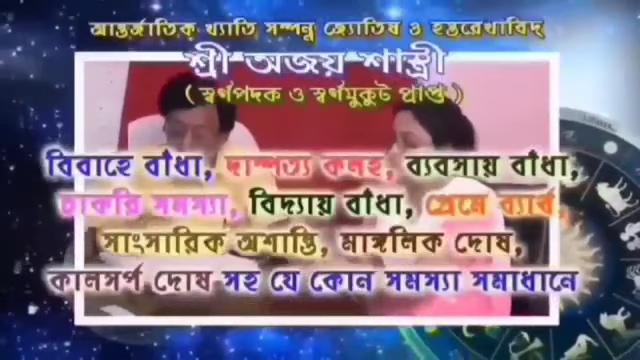 আন্তর্জাতিক খ্যাতি সম্পন্ন জ্যোতিষ ও হস্তরেখাবিদ
শ্রী অজয় শাস্ত্রী
( স্বর্ণপদক ও স্বর্ণমুকুট প্রাপ্ত )
বিবাহে বাঁধা, দাম্পত্য কলহ, ব্যবসায় বাঁধা,
চাকরি সমস্যা, বিদ্যায় বাঁধা, প্রেমে ব্যার্থ,
সাংসারিক অশান্তি, মাঙ্গলিক দোষ,
কালসর্প দোষ সহ যে কোন সমস্যা সমাধানে